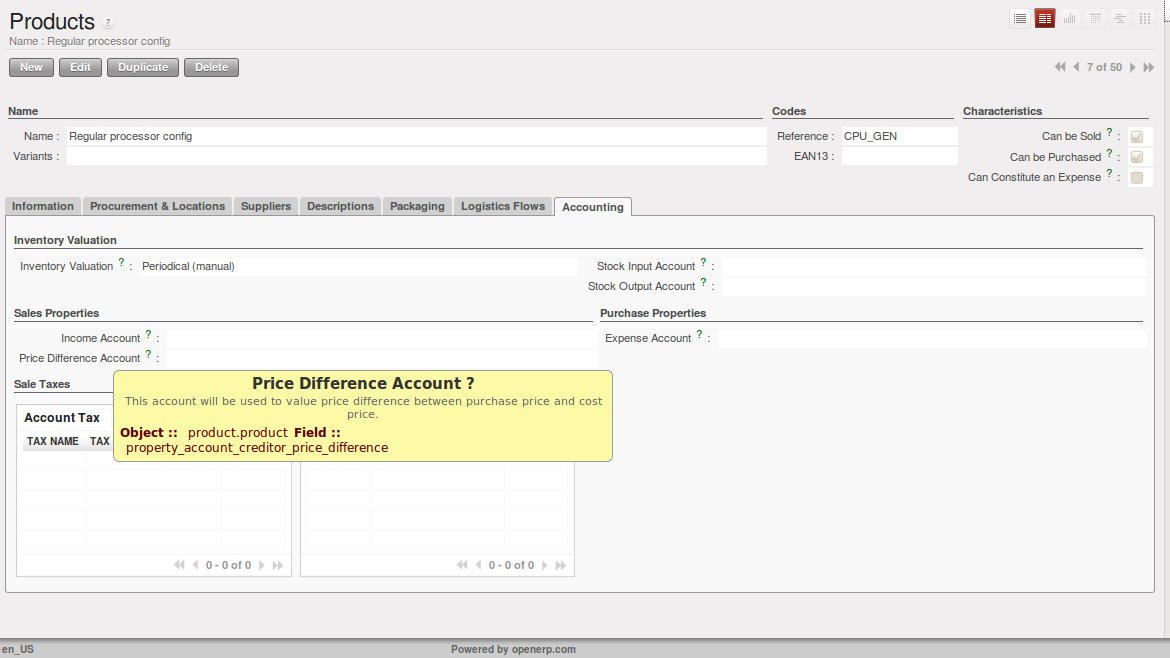 Products ?
Name : Regular processor config
New Edit Duplicate Delete
7 of 50
Name
Name : Regular processor config
Variants :
Codes
Reference : CPU_GEN
EAN13 :
Characteristics
Can be Sold ? :
Can be Purchased ? :
Can Constitute an Expense ? :
Information Procurement & Locations Suppliers Descriptions Packaging Logistics Flows Accounting
Inventory Valuation
Inventory Valuation ? : Periodical (manual)
Stock Input Account ? :
Stock Output Account ? :
Sales Properties
Income Account ? :
Price Difference Account ? :
Purchase Properties
Expense Account ? :
Sale Taxes
Price Difference Account ?
This account will be used to value price difference between purchase price and cost
price.
Object :: product.product Field ::
property_account_creditor_price_difference
Account Tax
TAX NAME TAX
0 - 0 of 0
0 - 0 of 0
en_US
Powered by openerp.com